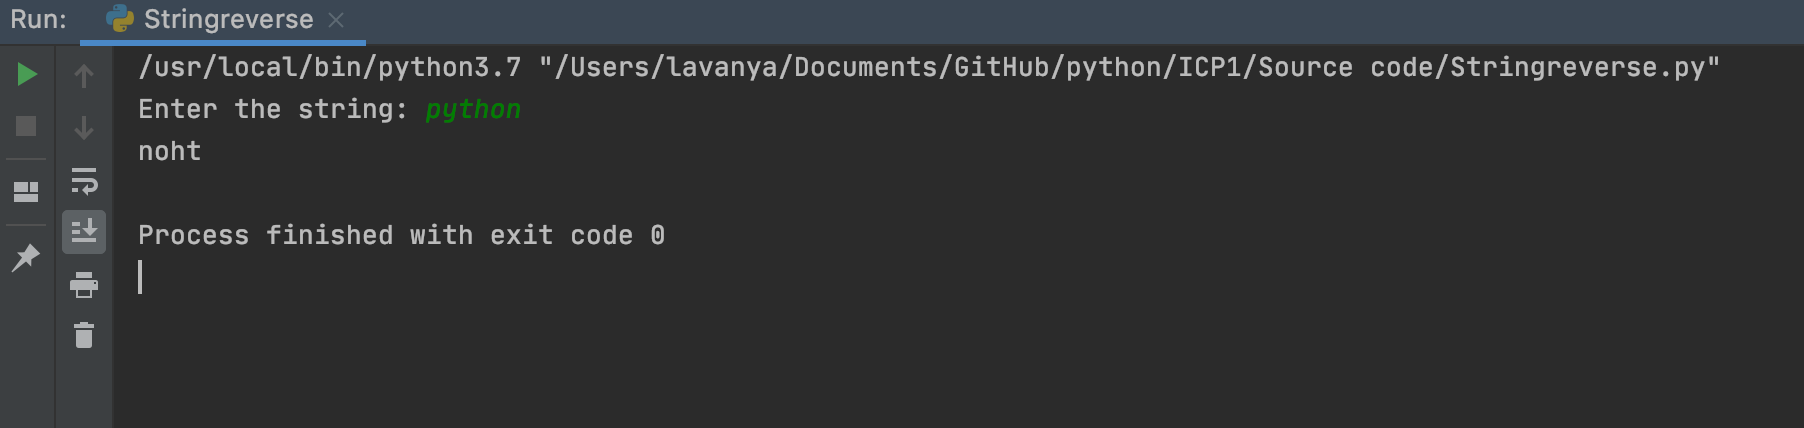 Run: Stringreverse
/usr/local/bin/python3.7 "/Users/lavanya/Documents/GitHub/python/ICP1/Source code/Stringreverse.py"
Enter the string: python
noht
Process finished with exit code 0